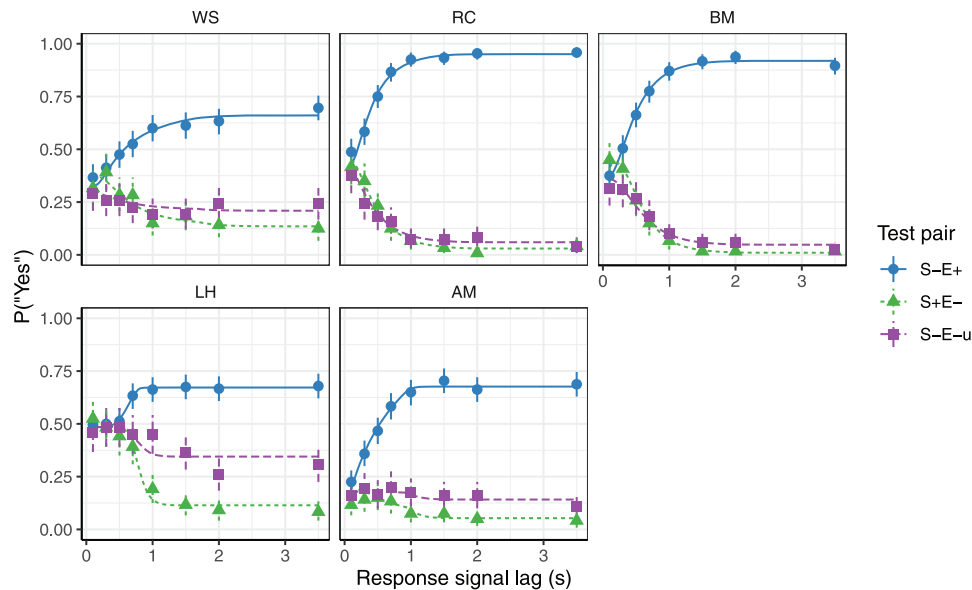 WS RC BM
1.00
0.75
0.50
0.25
0.00
LH AM
1.00
0.75
0.50
0.25
0.00
0 1 2 3 0 1 2 3
0 1 2 3
P("Yes")
Response signal lag (s)
Test pair
S−E+
S+E−
S−E−u